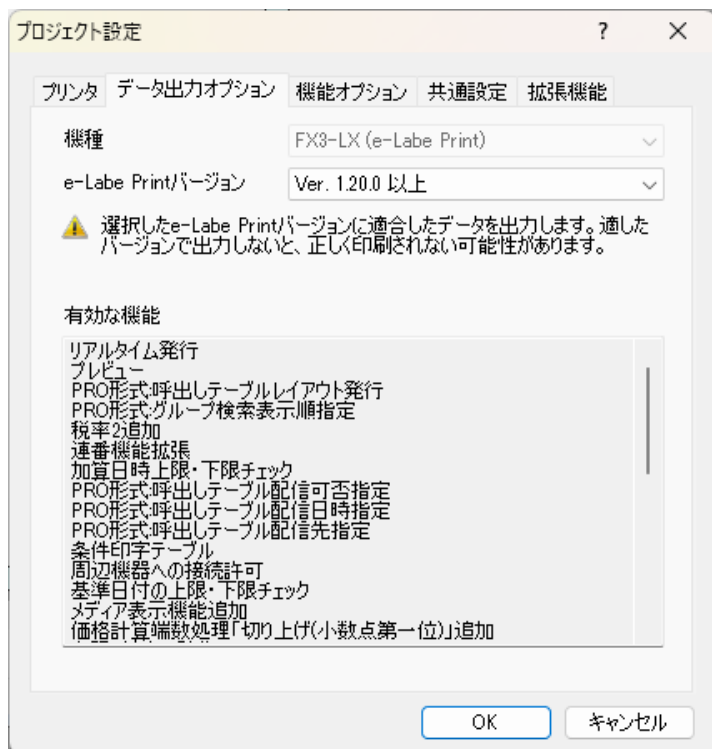 プロジェクト設定
プリンタ データ出力オプション 機能オプション 共通設定 拡張機能
機種 FX3-LX (e-Labe Print)
e-Labe Printバージョン Ver. 1.20.0 以上
選択したe-Labe Printバージョンに適合したデータを出力します。適した
バージョンで出力しないと、正しく印刷されない可能性があります。
有効な機能
リアルタイム発行
プレビュー
PRO形式:呼出しテーブルレイアウト発行
PRO形式:グループ検索表示順指定
税率2追加
連番機能拡張
加算日時上限・下限チェック
PRO形式:呼出しテーブル配信可否指定
PRO形式:呼出しテーブル配信日時指定
PRO形式:呼出しテーブル配信先指定
条件印字テーブル
周辺機器への接続許可
基準日付の上限・下限チェック
メディア表示機能追加
価格計算端数処理「切り上げ(小数点第一位)」追加
OK キャンセル